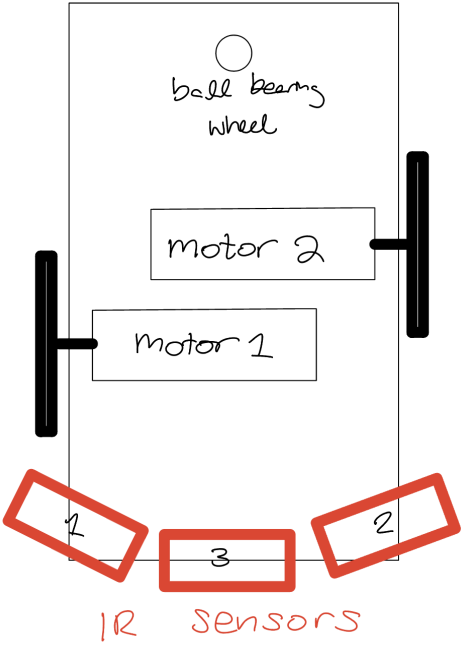 ball bearing
wheel
motor 2
motor 1
1
3
2
IR sensors